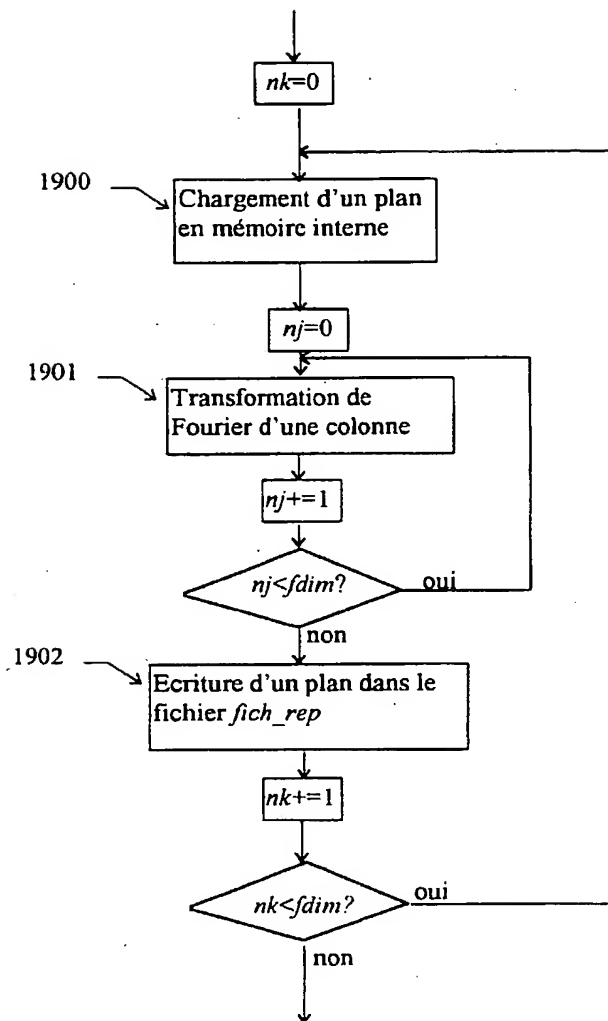 nk=0
1900
Chargement d'un plan
en mémoire interne
nj=0
1901
Transformation de
Fourier d'une colonne
nj+=1
nj<fdim?
oui
non
1902
Ecriture d'un plan dans le
fichier fich_rep
nk+=1
nk<fdim?
oui
non